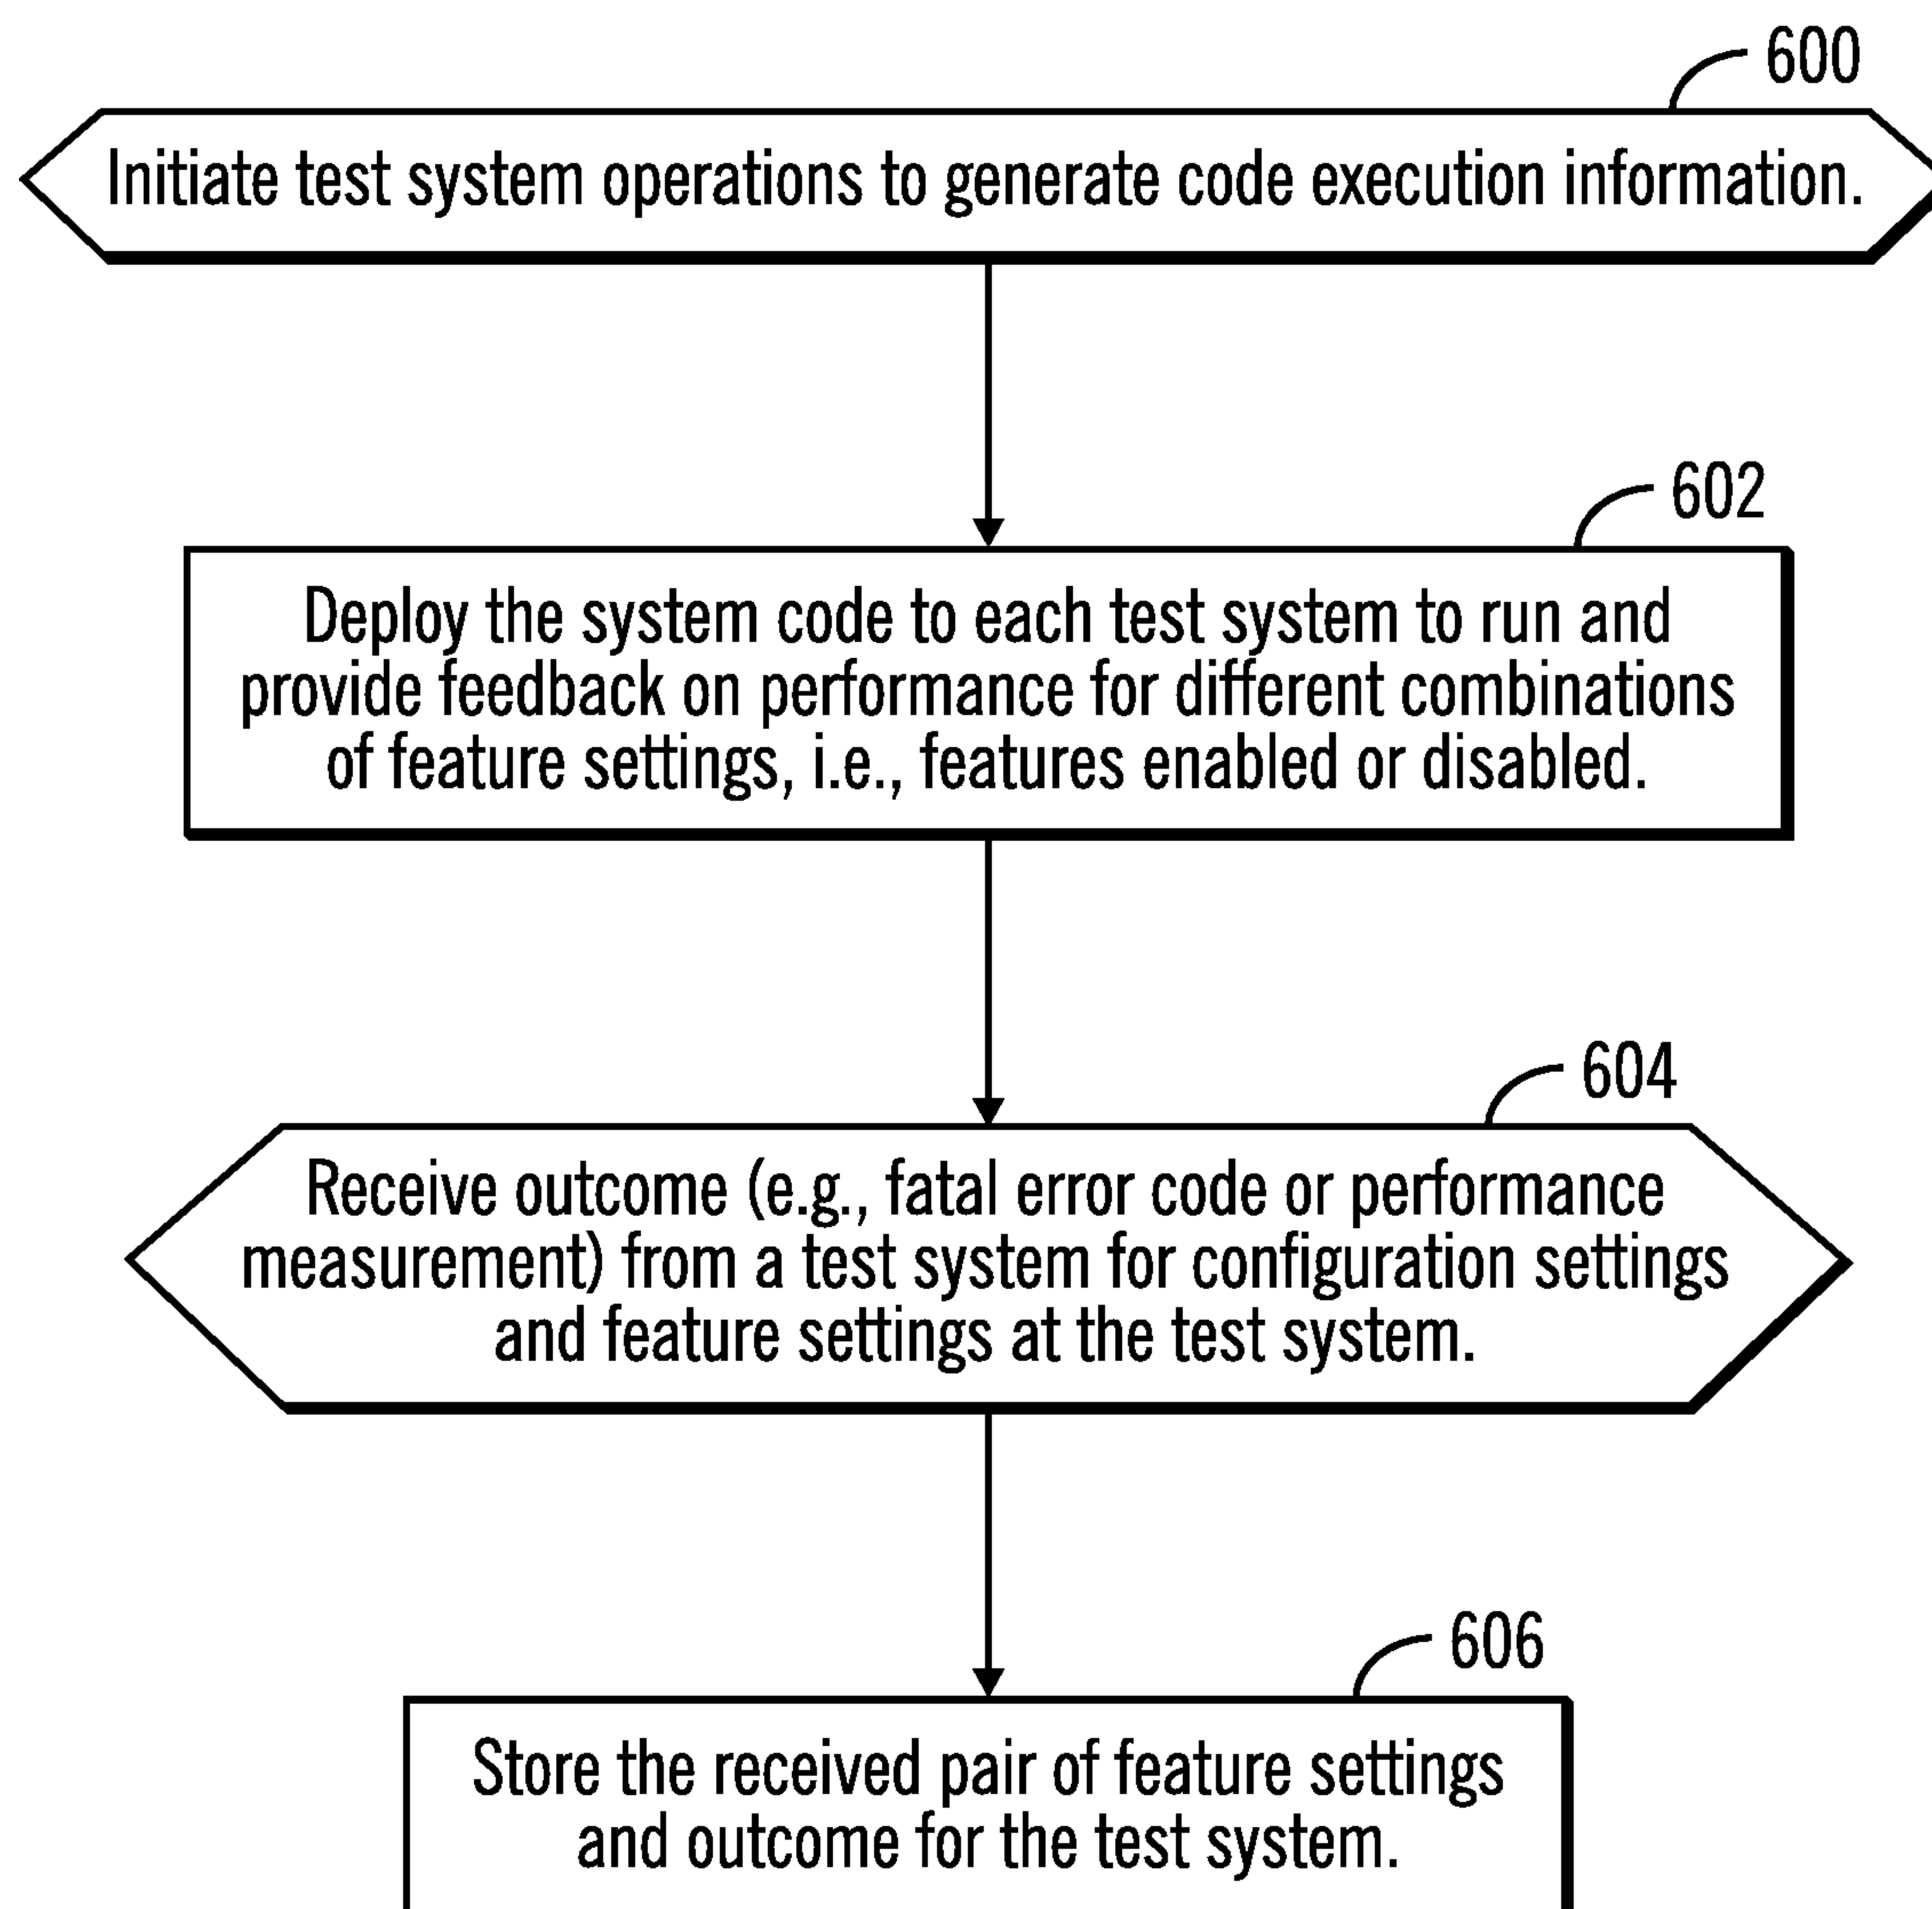 600
Initiate test system operations to generate code execution information.
602
Deploy the system code to each test system to run and
provide feedback on performance for different combinations
of feature settings, i.e., features enabled or disabled.
604
Receive outcome (e.g., fatal error code or performance
measurement) from a test system for configuration settings
and feature settings at the test system.
606
Store the received pair of feature settings
and outcome for the test system.